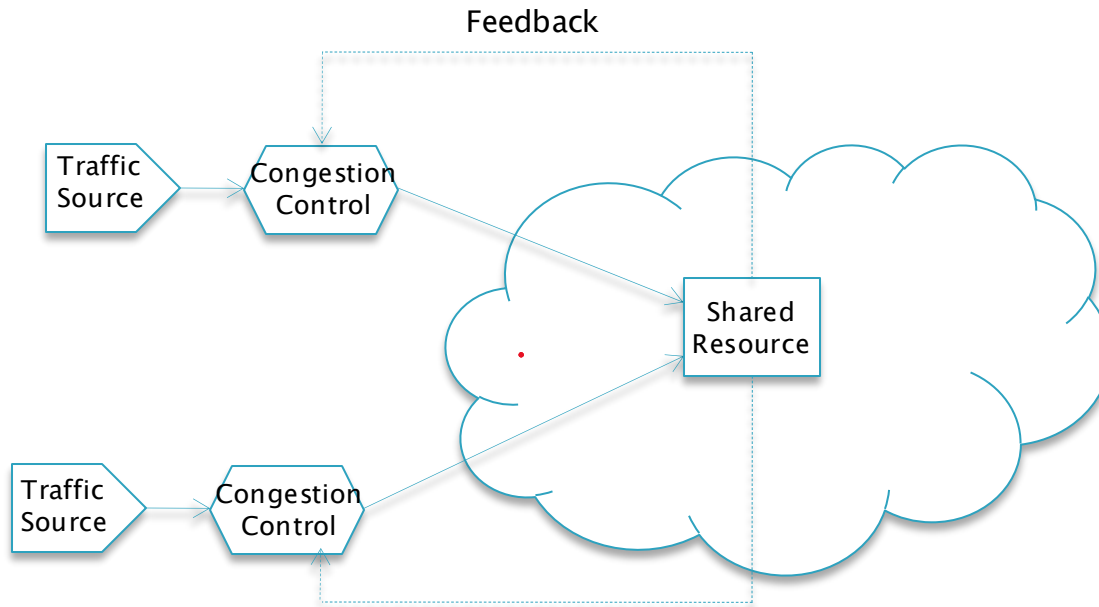 Feedback
Traffic
Source
Congestion
Control
Shared
Resource
Traffic
Source
Congestion
Control